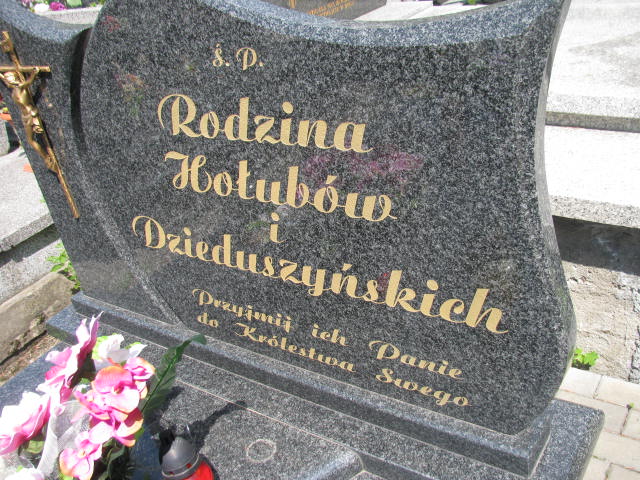 Ś. P.
Rodzina
Hołubów
i
Dzieduszyńskich
Przyjmij ich Panie
do Królestwa Swego